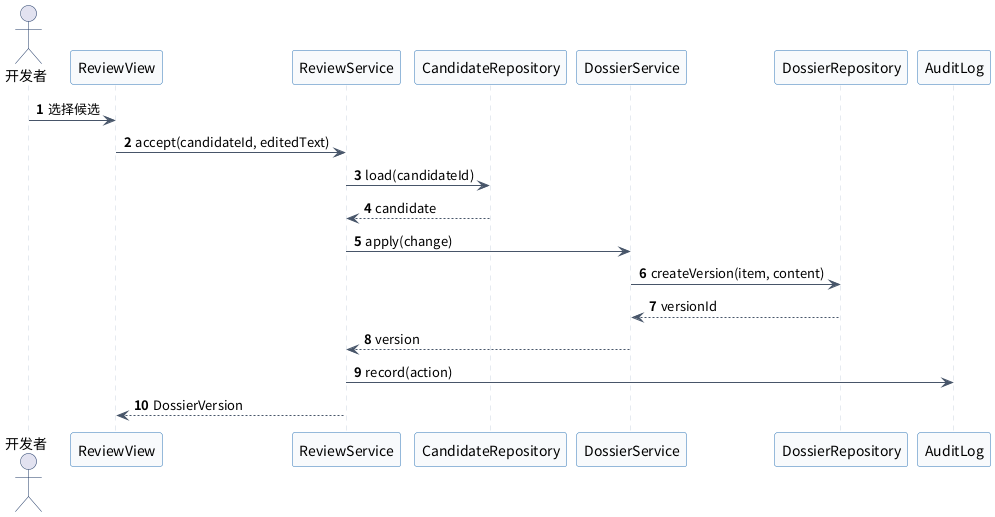 开发者
ReviewView
ReviewService
CandidateRepository
DossierService
DossierRepository
AuditLog
1 选择候选
2 accept(candidateId, editedText)
3 load(candidateId)
4 candidate
5 apply(change)
6 createVersion(item, content)
7 versionId
8 version
9 record(action)
10 DossierVersion
开发者
ReviewView
ReviewService
CandidateRepository
DossierService
DossierRepository
AuditLog